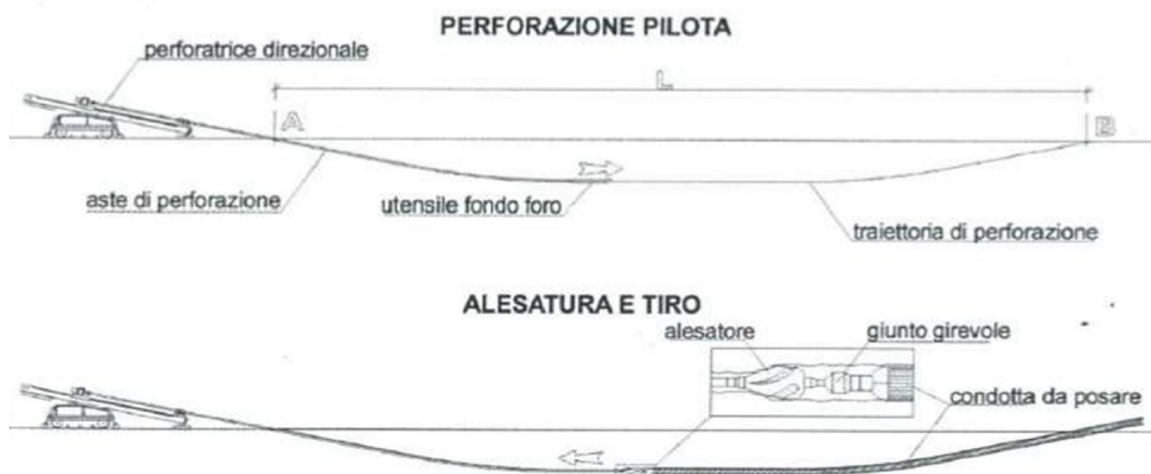 PERFORAZIONE PILOTA
perforatrice direzionale
L
A
B
aste di perforazione
utensile fondo foro
traiettoria di perforazione
ALESATURA E TIRO
alesatore
giunto girevole
condotta da posare